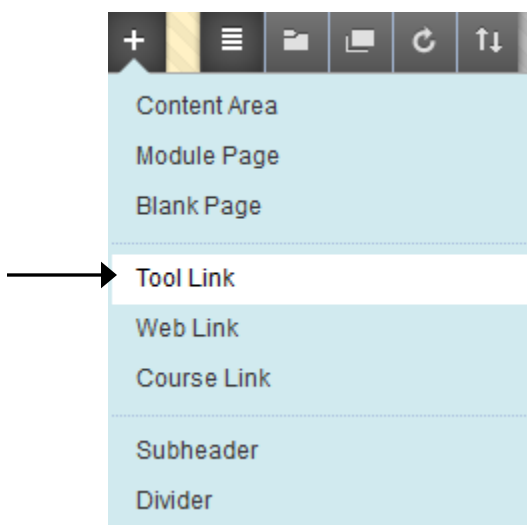 Content Area
Module Page
Blank Page
Tool Link
Web Link
Course Link
Subheader
Divider